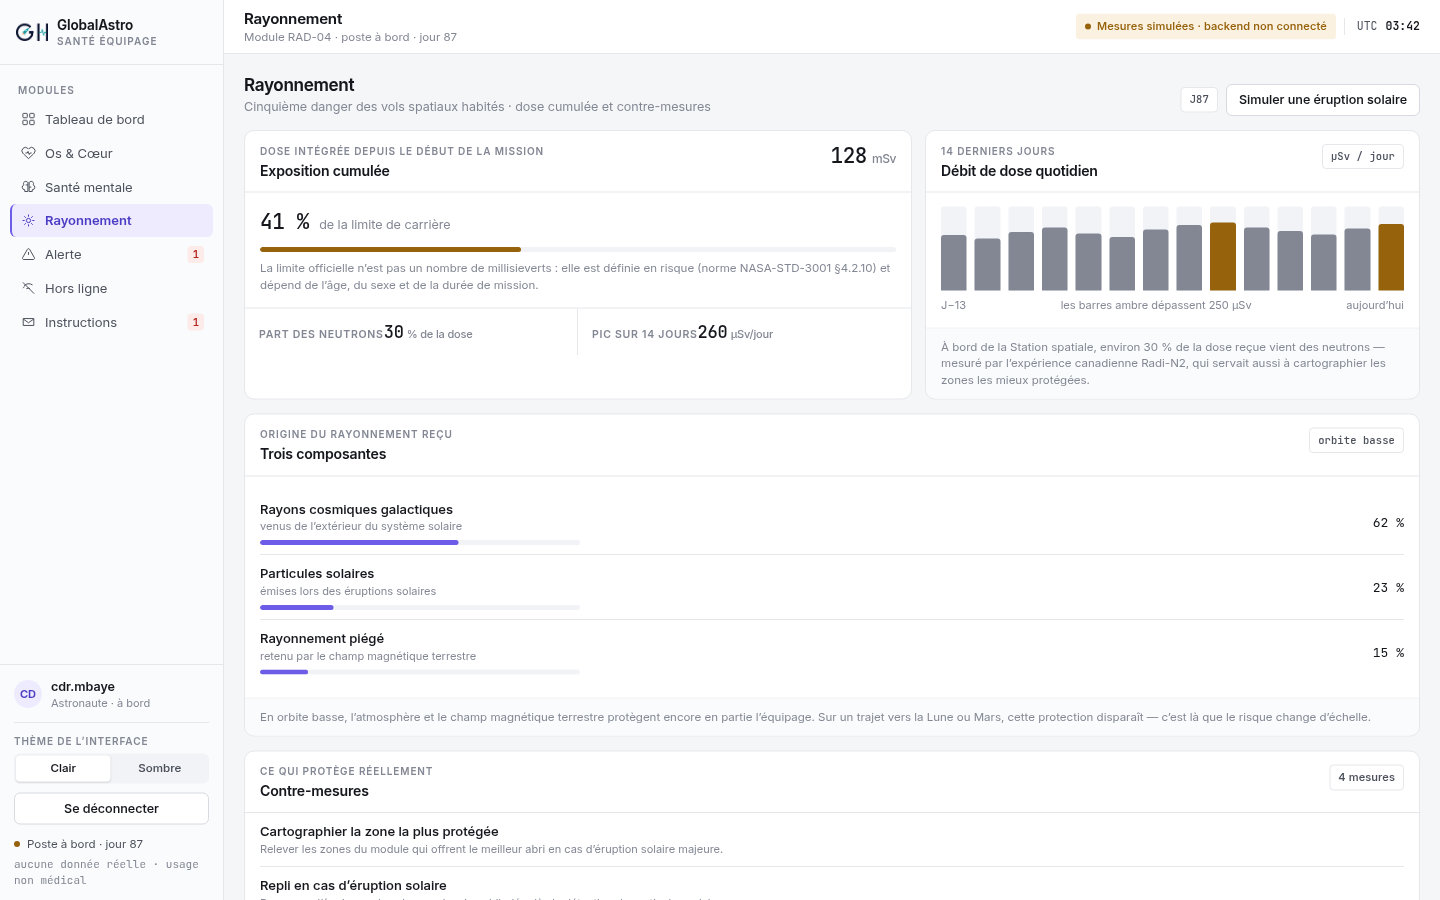 GlobalAstro
SANTÉ ÉQUIPAGE
MODULES
Tableau de bord
Os & Cœur
Santé mentale
Rayonnement
Alerte 1
Hors ligne
Instructions 1
CD
cdr.mbaye
Astronaute · à bord
THÈME DE L’INTERFACE
Clair Sombre
Se déconnecter
Poste à bord · jour 87
aucune donnée réelle · usage
non médical
Rayonnement
Module RAD-04 · poste à bord · jour 87
Mesures simulées · backend non connecté
UTC 03:42
Rayonnement
Cinquième danger des vols spatiaux habités · dose cumulée et contre-mesures
J87
Simuler une éruption solaire
DOSE INTÉGRÉE DEPUIS LE DÉBUT DE LA MISSION
Exposition cumulée
128 mSv
41 % de la limite de carrière
La limite officielle n’est pas un nombre de millisieverts : elle est définie en risque (norme NASA-STD-3001 §4.2.10) et
dépend de l’âge, du sexe et de la durée de mission.
PART DES NEUTRONS 30 % de la dose
PIC SUR 14 JOURS 260 µSv/jour
14 DERNIERS JOURS
Débit de dose quotidien
µSv / jour
J−13 les barres ambre dépassent 250 µSv aujourd’hui
À bord de la Station spatiale, environ 30 % de la dose reçue vient des neutrons —
mesuré par l’expérience canadienne Radi-N2, qui servait aussi à cartographier les
zones les mieux protégées.
ORIGINE DU RAYONNEMENT REÇU
Trois composantes
orbite basse
Rayons cosmiques galactiques
venus de l’extérieur du système solaire
62 %
Particules solaires
émises lors des éruptions solaires
23 %
Rayonnement piégé
retenu par le champ magnétique terrestre
15 %
En orbite basse, l’atmosphère et le champ magnétique terrestre protègent encore en partie l’équipage. Sur un trajet vers la Lune ou Mars, cette protection disparaît — c’est là que le risque change d’échelle.
CE QUI PROTÈGE RÉELLEMENT
Contre-mesures
4 mesures
Cartographier la zone la plus protégée
Relever les zones du module qui offrent le meilleur abri en cas d’éruption solaire majeure.
Repli en cas d’éruption solaire